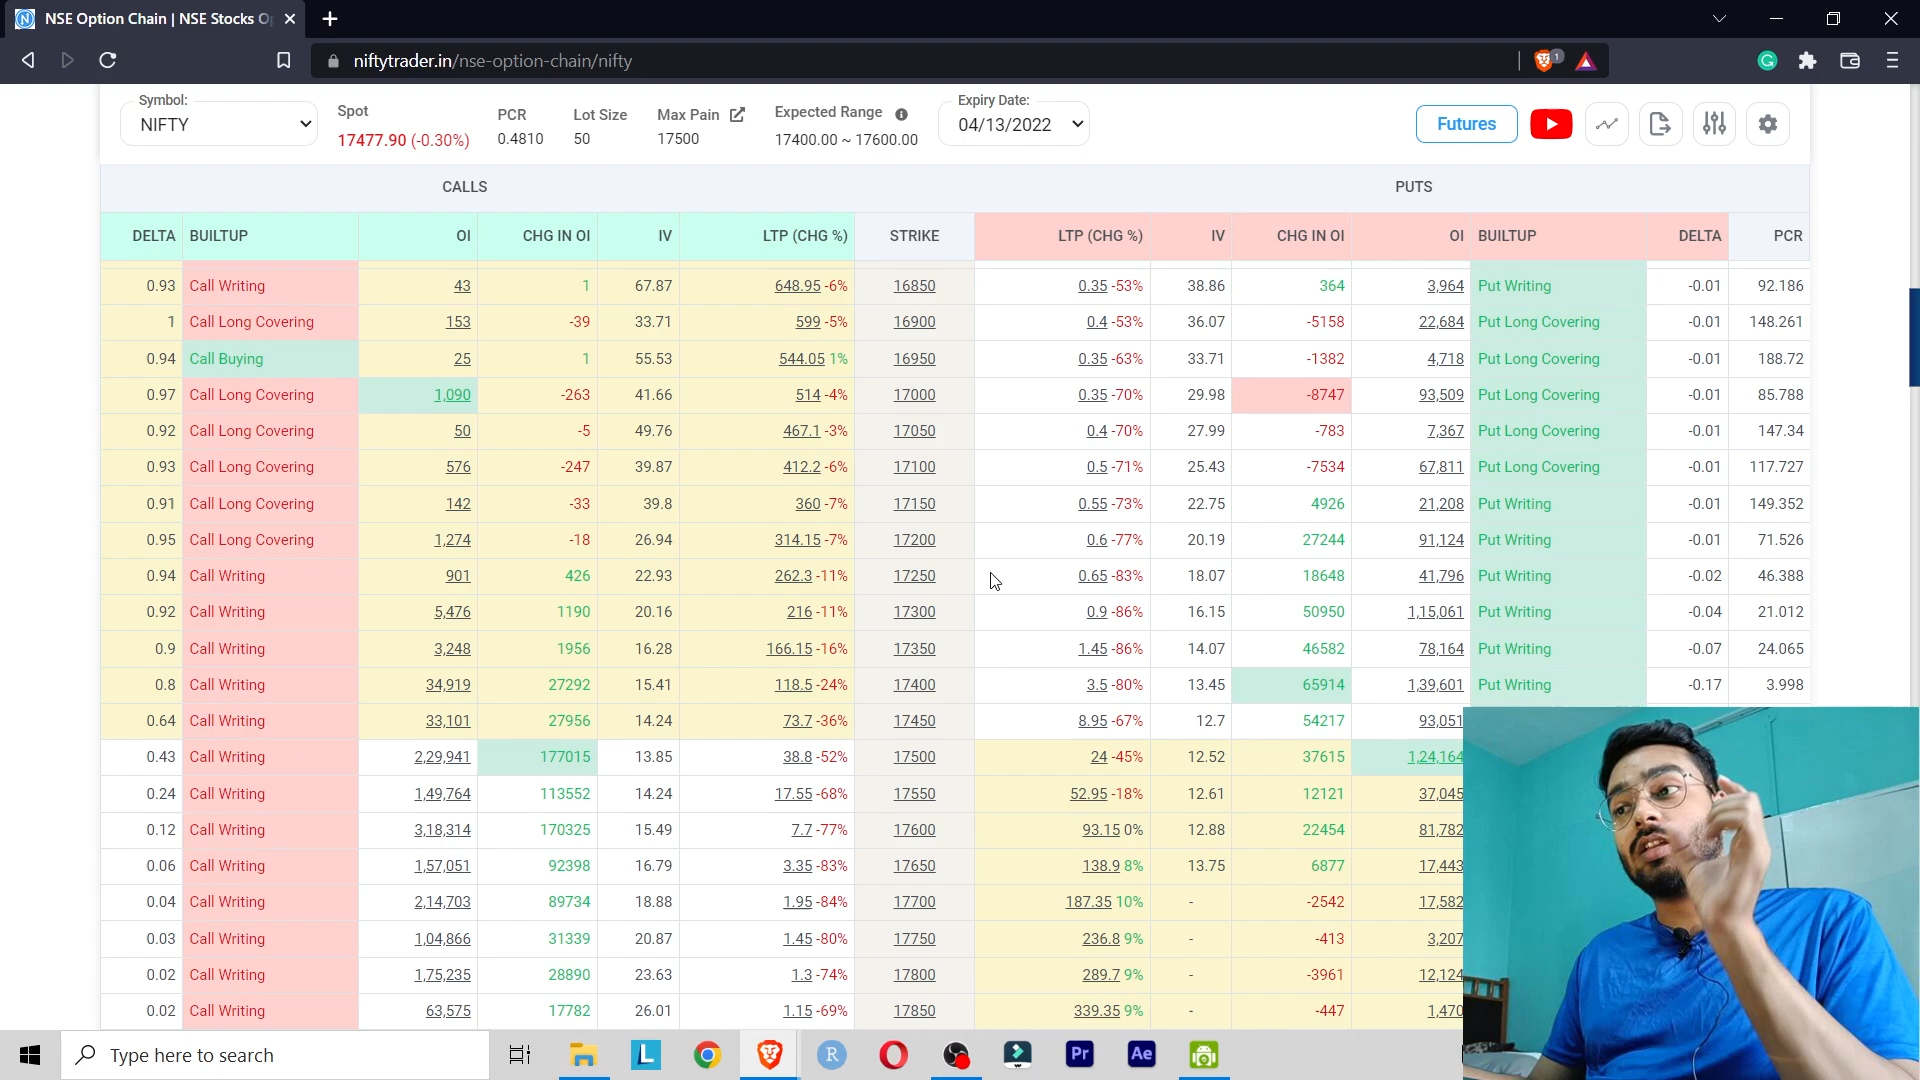 NSE Option Chain | NSE Stocks O
niftytrader.in/nse-option-chain/nifty
1
Symbol:
NIFTY
Spot
17477.90 (-0.30%)
PCR
0.4810
Lot Size
50
Max Pain
17500
Expected Range
17400.00 ~ 17600.00
Expiry Date:
04/13/2022
Futures
CALLS PUTS
DELTA BUILTUP OI CHG IN OI IV LTP (CHG %) STRIKE LTP (CHG %) IV CHG IN OI OI BUILTUP DELTA PCR
0.93 Call Writing 43 1 67.87 648.95 -6% 16850 0.35 -53% 38.86 364 3,964 Put Writing -0.01 92.186
1 Call Long Covering 153 -39 33.71 599 -5% 16900 0.4 -53% 36.07 -5158 22,684 Put Long Covering -0.01 148.261
0.94 Call Buying 25 1 55.53 544.05 1% 16950 0.35 -63% 33.71 -1382 4,718 Put Long Covering -0.01 188.72
0.97 Call Long Covering 1,090 -263 41.66 514 -4% 17000 0.35 -70% 29.98 -8747 93,509 Put Long Covering -0.01 85.788
0.92 Call Long Covering 50 -5 49.76 467.1 -3% 17050 0.4 -70% 27.99 -783 7,367 Put Long Covering -0.01 147.34
0.93 Call Long Covering 576 -247 39.87 412.2 -6% 17100 0.5 -71% 25.43 -7534 67,811 Put Long Covering -0.01 117.727
0.91 Call Long Covering 142 -33 39.8 360 -7% 17150 0.55 -73% 22.75 4926 21,208 Put Writing -0.01 149.352
0.95 Call Long Covering 1,274 -18 26.94 314.15 -7% 17200 0.6 -77% 20.19 27244 91,124 Put Writing -0.01 71.526
0.94 Call Writing 901 426 22.93 262.3 -11% 17250 0.65 -83% 18.07 18648 41,796 Put Writing -0.02 46.388
0.92 Call Writing 5,476 1190 20.16 216 -11% 17300 0.9 -86% 16.15 50950 1,15,061 Put Writing -0.04 21.012
0.9 Call Writing 3,248 1956 16.28 166.15 -16% 17350 1.45 -86% 14.07 46582 78,164 Put Writing -0.07 24.065
0.8 Call Writing 34,919 27292 15.41 118.5 -24% 17400 3.5 -80% 13.45 65914 1,39,601 Put Writing -0.17 3.998
0.64 Call Writing 33,101 27956 14.24 73.7 -36% 17450 8.95 -67% 12.7 54217 93,051
0.43 Call Writing 2,29,941 177015 13.85 38.8 -52% 17500 24 -45% 12.52 37615 1,24,164
0.24 Call Writing 1,49,764 113552 14.24 17.55 -68% 17550 52.95 -18% 12.61 12121 37,045
0.12 Call Writing 3,18,314 170325 15.49 7.7 -77% 17600 93.15 0% 12.88 22454 81,782
0.06 Call Writing 1,57,051 92398 16.79 3.35 -83% 17650 138.9 8% 13.75 6877 17,443
0.04 Call Writing 2,14,703 89734 18.88 1.95 -84% 17700 187.35 10% - -2542 17,582
0.03 Call Writing 1,04,866 31339 20.87 1.45 -80% 17750 236.8 9% - -413 3,207
0.02 Call Writing 1,75,235 28890 23.63 1.3 -74% 17800 289.7 9% - -3961 12,124
0.02 Call Writing 63,575 17782 26.01 1.15 -69% 17850 339.35 9% - -447 1,470
Type here to search
L
R
Pr
Ae